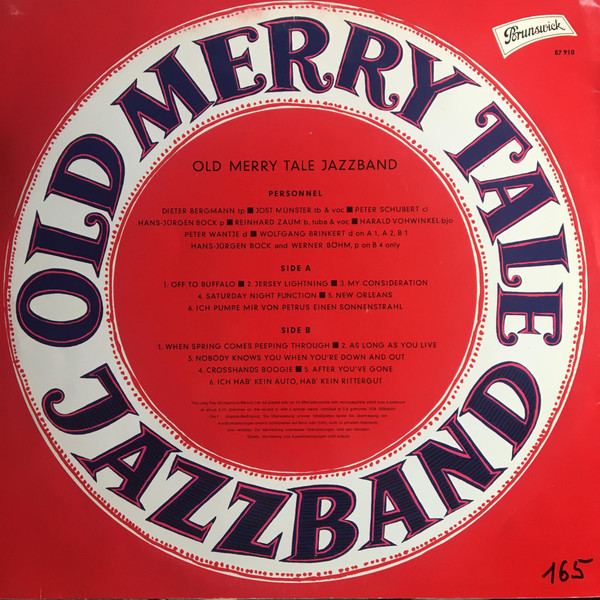 Brunswick
87 910
OLD MERRY TALE JAZZBAND
OLD MERRY TALE JAZZBAND
PERSONNEL
DIETER BERGMANN tp ■ JOST MÜNSTER tb & voc ■ PETER SCHUBERT cl
HANS-JÜRGEN BOCK p ■ REINHARD ZAUM b, tuba & voc ■ HARALD VOHWINKEL bjo
PETER WANTJE d ■ WOLFGANG BRINKERT d on A 1, A 2, B 1
HANS-JÜRGEN BOCK and WERNER BÖHM, p on B 4 only
SIDE A
1. OFF TO BUFFALO ■ 2. JERSEY LIGHTNING ■ 3. MY CONSIDERATION
4. SATURDAY NIGHT FUNCTION ■ 5. NEW ORLEANS
6. ICH PUMPE MIR VON PETRUS EINEN SONNENSTRAHL
SIDE B
1. WHEN SPRING COMES PEEPING THROUGH ■ 2. AS LONG AS YOU LIVE
3. NOBODY KNOWS YOU WHEN YOU'RE DOWN AND OUT
4. CROSSHANDS BOOGIE ■ 5. AFTER YOU'VE GONE
6. ICH HAB' KEIN AUTO, HAB' KEIN RITTERGUT
165